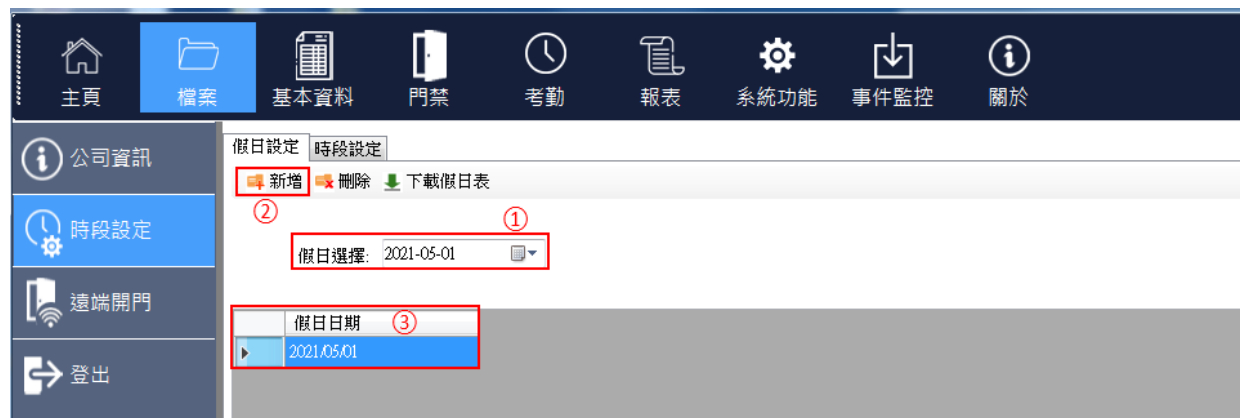 主頁 檔案 基本資料 門禁 考勤 報表 系統功能 事件監控 關於
公司資訊
時段設定
遠端開門
登出
假日設定 時段設定
新增 刪除 下載假日表
② ①
假日選擇: 2021-05-01
假日日期 ③
2021/05/01